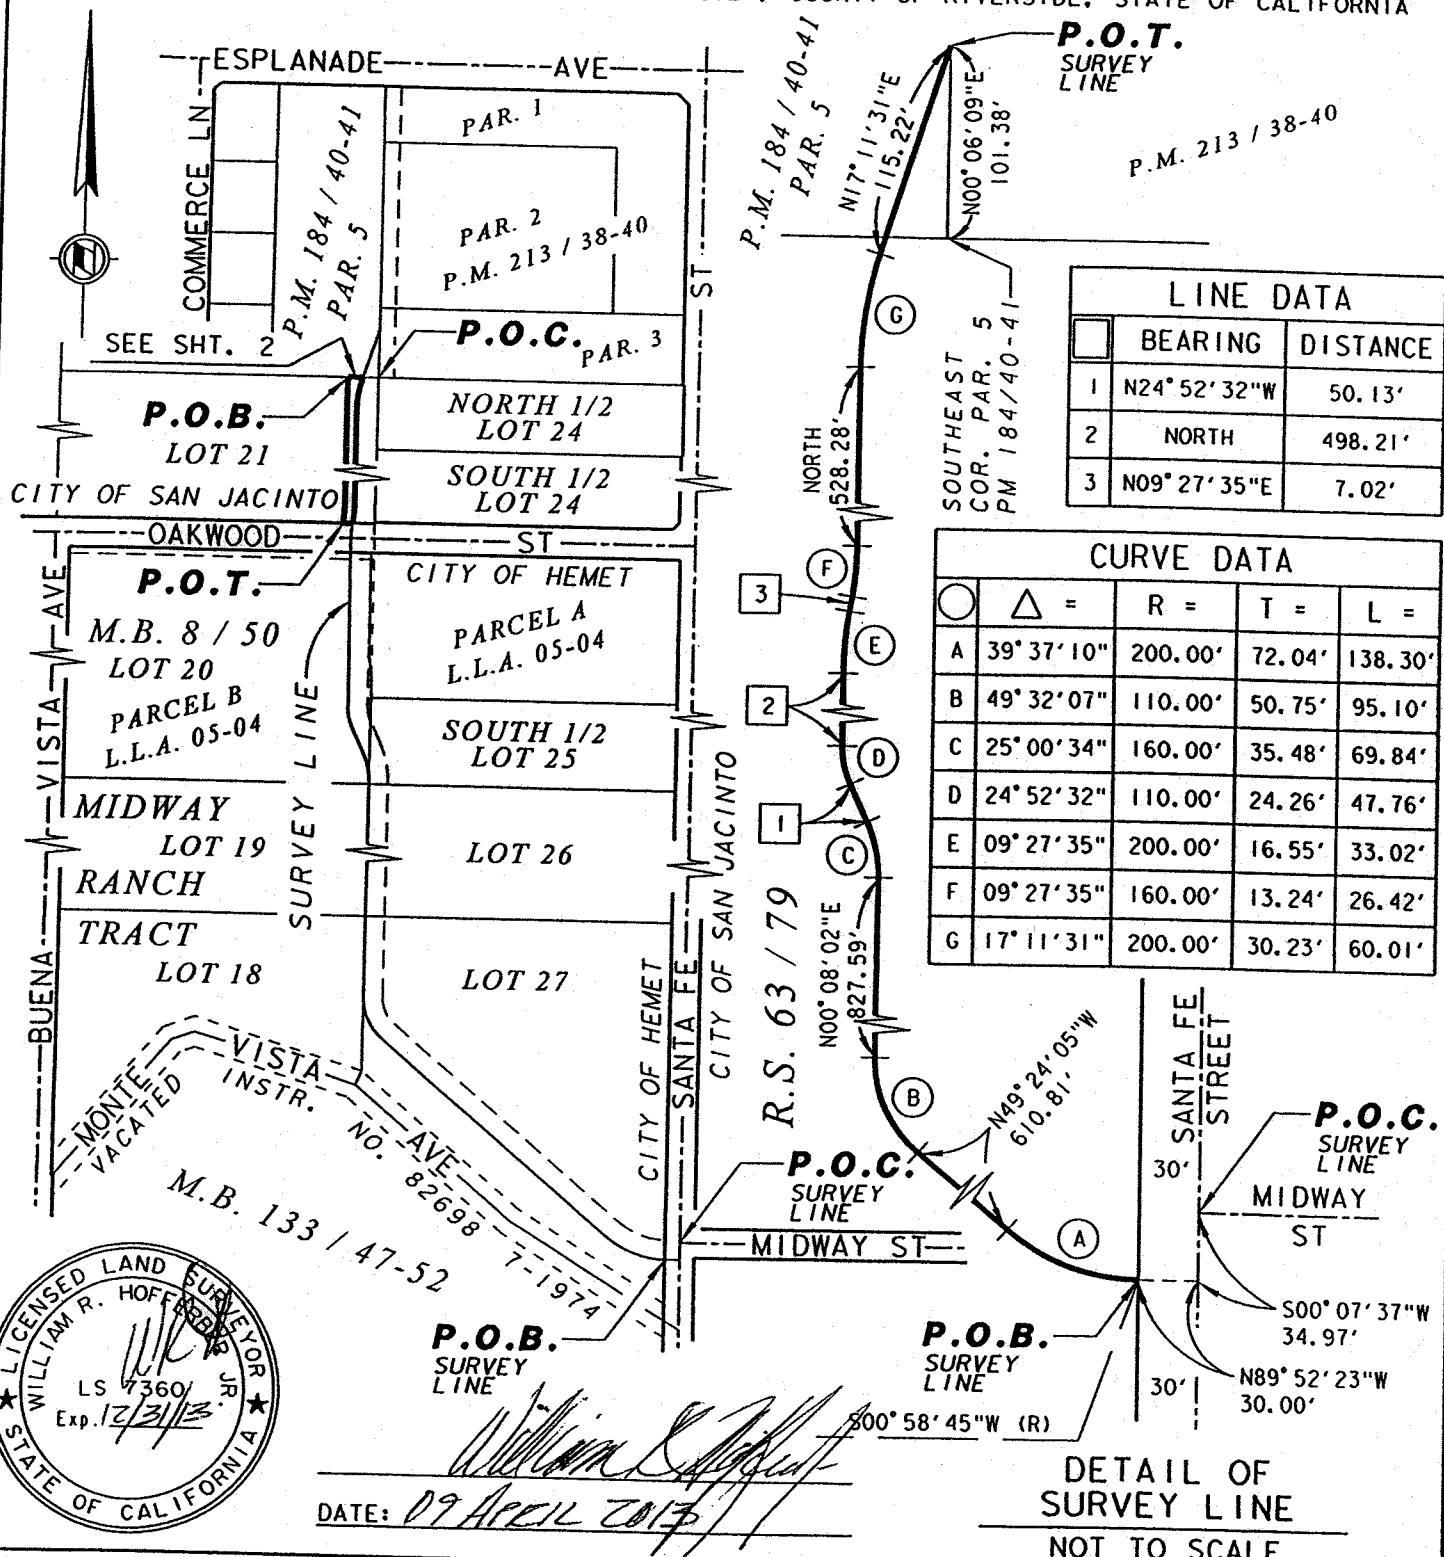 COUNTY OF RIVERSIDE, STATE OF CALIFORNIA
ESPLANADE AVE
COMMERCE LN
P.M. 184 / 40-41
PAR. 5
PAR. 1
PAR. 2
P.M. 213 / 38-40
ST
SEE SHT. 2
P.O.C.
PAR. 3
P.O.B.
LOT 21
NORTH 1/2
LOT 24
SOUTH 1/2
LOT 24
CITY OF SAN JACINTO
OAKWOOD ST
P.O.T.
CITY OF HEMET
M.B. 8 / 50
LOT 20
PARCEL B
L.L.A. 05-04
PARCEL A
L.L.A. 05-04
SOUTH 1/2
LOT 25
BUENA VISTA AVE
SURVEY LINE
MIDWAY
LOT 19
RANCH
LOT 26
TRACT
LOT 18
LOT 27
CITY OF HEMET
SANTA FE
CITY OF SAN JACINTO
MONTE VISTA AVE
VACATED
INSTR. NO. 82698 7-1974
M.B. 133 / 47-52
P.O.C.
SURVEY
LINE
MIDWAY ST
P.O.B.
SURVEY
LINE
LICENSED LAND SURVEYOR
WILLIAM R. HOFFERBER JR.
LS 7360
Exp. 12/31/13
STATE OF CALIFORNIA
DATE: 09 APRIL 2013
P.O.T.
SURVEY
LINE
P.M. 184 / 40-41
PAR. 5
N17°11'31"E
115.22'
N00°06'09"E
101.38'
P.M. 213 / 38-40
G
SOUTHEAST
COR. PAR. 5
PM 184/40-41
NORTH
528.28'
F
3
E
2
D
1
C
R.S. 63 / 79
N00°08'02"E
827.59'
B
N49°24'05"W
610.81'
A
LINE DATA
BEARING DISTANCE
1 N24°52'32"W 50.13'
2 NORTH 498.21'
3 N09°27'35"E 7.02'
CURVE DATA
△ = R = T = L =
A 39°37'10" 200.00' 72.04' 138.30'
B 49°32'07" 110.00' 50.75' 95.10'
C 25°00'34" 160.00' 35.48' 69.84'
D 24°52'32" 110.00' 24.26' 47.76'
E 09°27'35" 200.00' 16.55' 33.02'
F 09°27'35" 160.00' 13.24' 26.42'
G 17°11'31" 200.00' 30.23' 60.01'
SANTA FE
STREET
30'
P.O.C.
SURVEY
LINE
MIDWAY
ST
S00°07'37"W
34.97'
N89°52'23"W
30.00'
30'
P.O.B.
SURVEY
LINE
S00°58'45"W (R)
DETAIL OF
SURVEY LINE
NOT TO SCALE